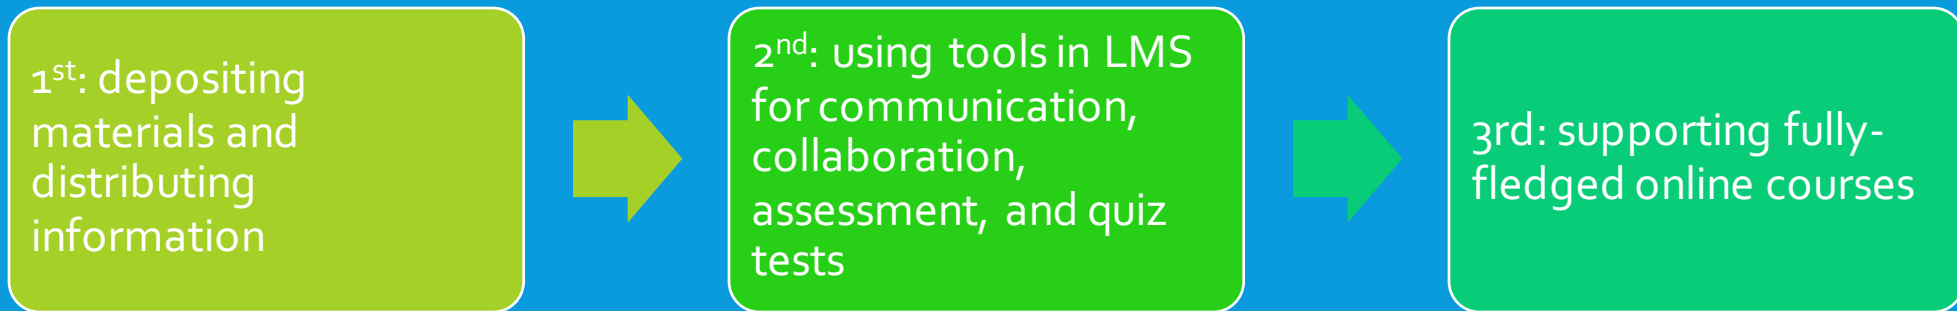 1st: depositing
materials and
distributing
information
2nd: using tools in LMS
for communication,
collaboration,
assessment, and quiz
tests
3rd: supporting fully-
fledged online courses